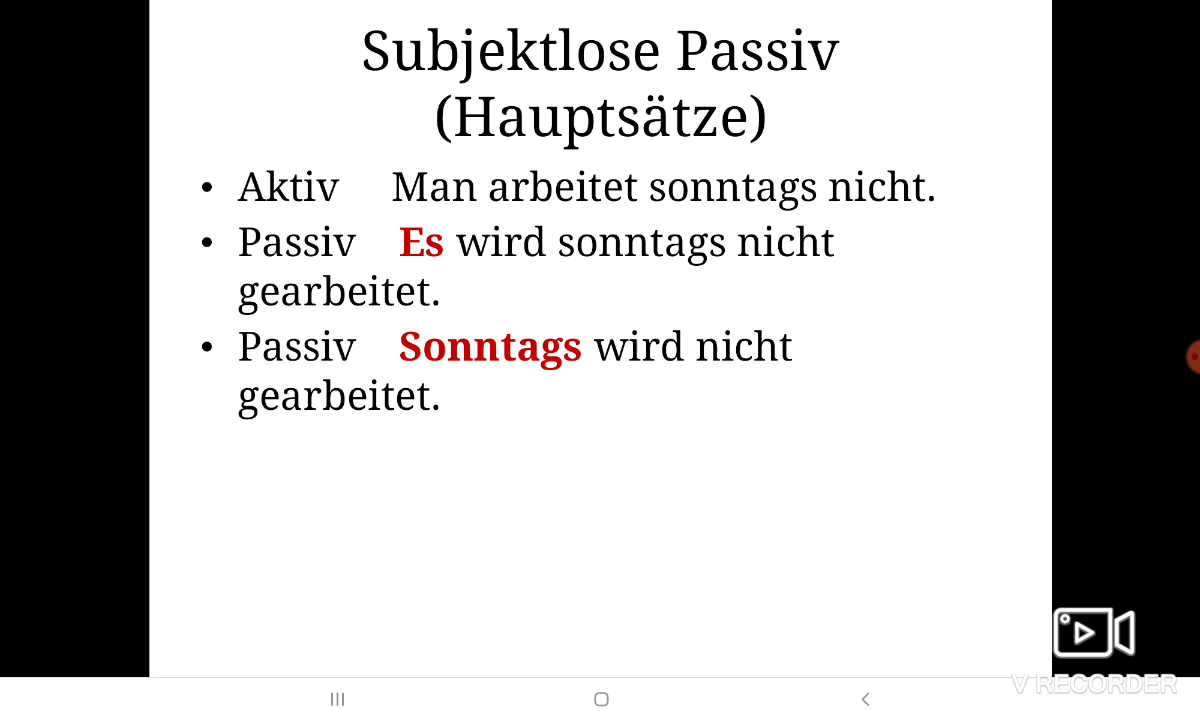 Subjektlose Passiv
(Hauptsätze)
• Aktiv Man arbeitet sonntags nicht.
• Passiv Es wird sonntags nicht
gearbeitet.
• Passiv Sonntags wird nicht
gearbeitet.
V RECORDER